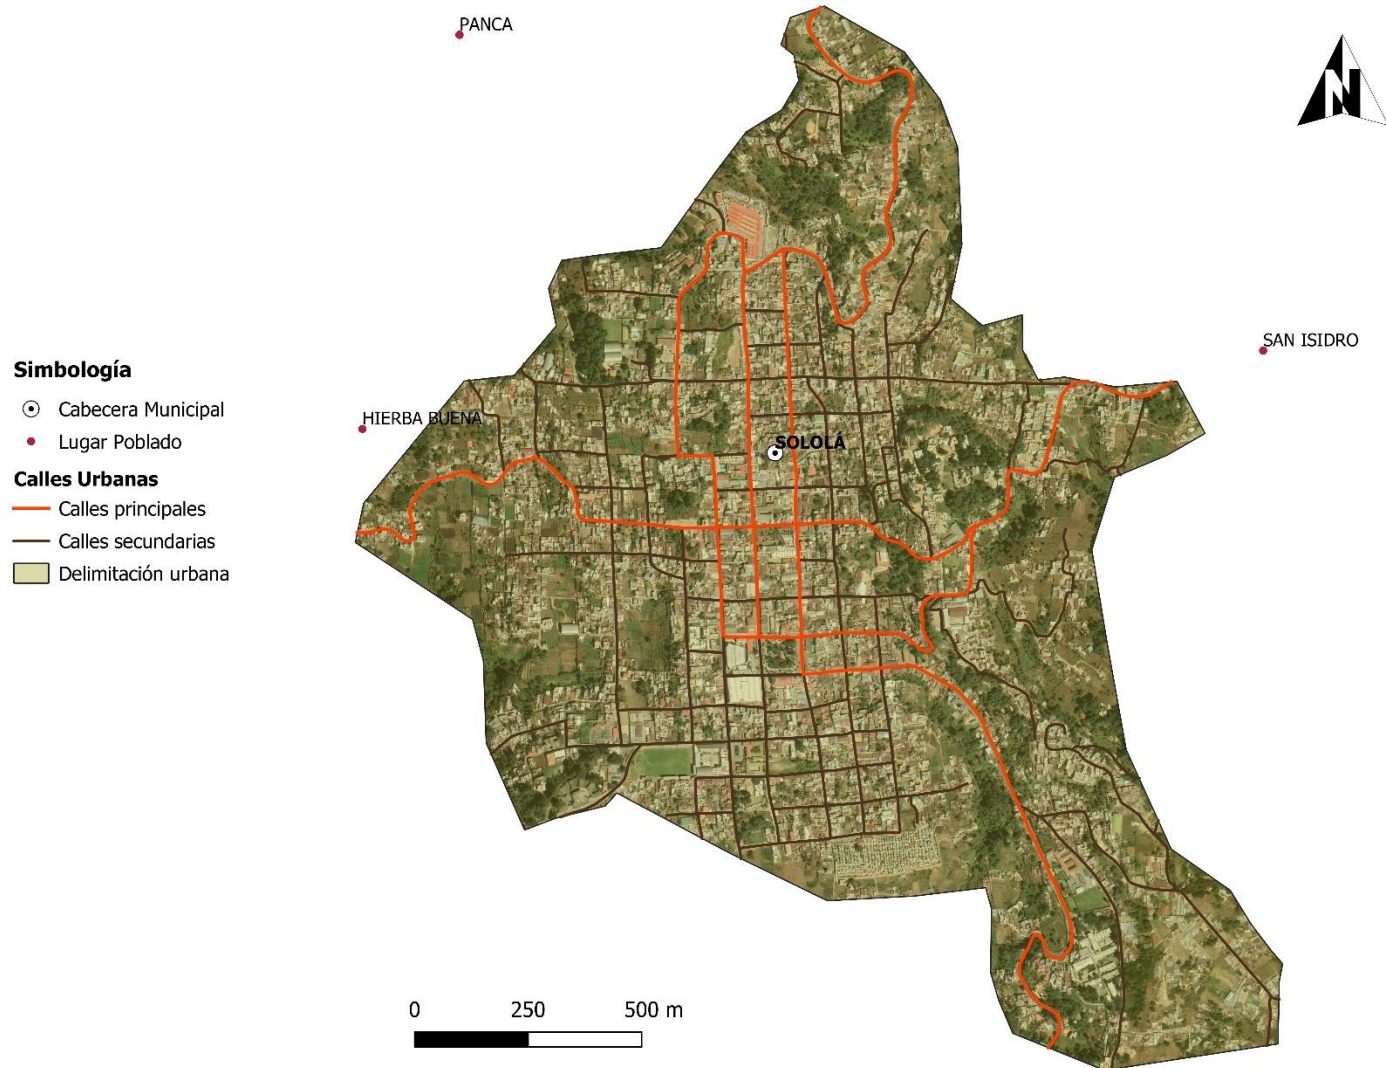 PANCA
N
SAN ISIDRO
Simbología
Cabecera Municipal
HIERBA BUENA
Lugar Poblado
SOLOLÁ
Calles Urbanas
Calles principales
Calles secundarias
Delimitación urbana
0 250 500 m